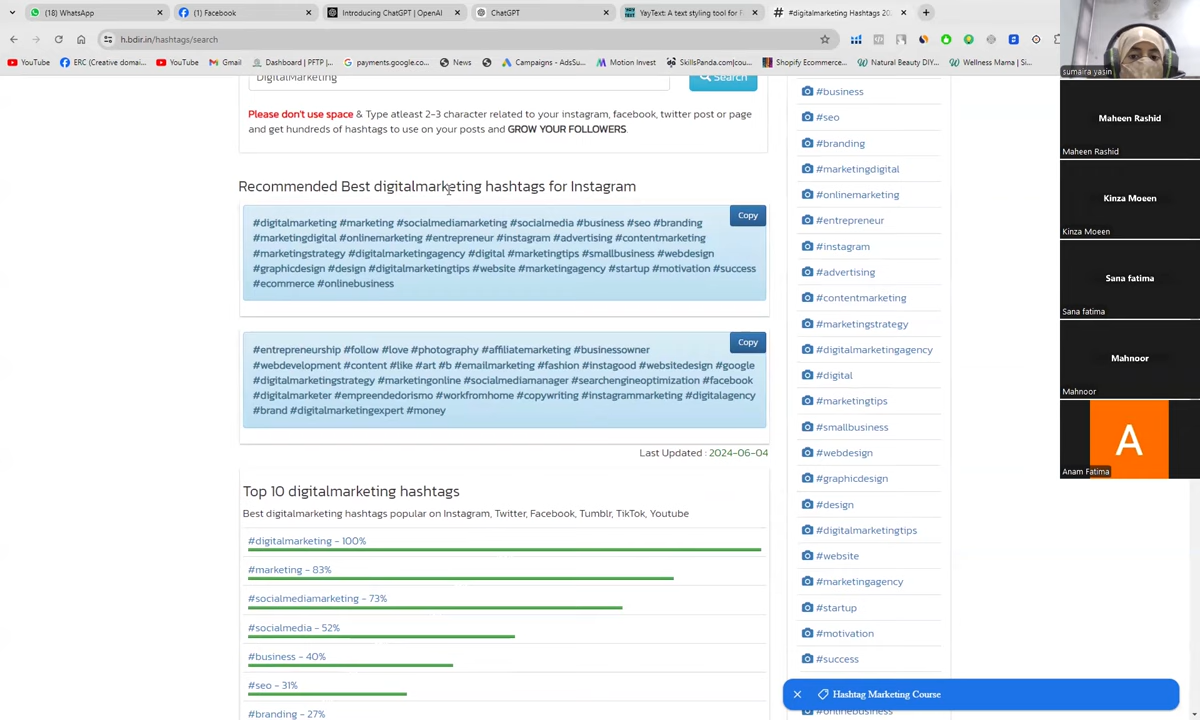 (18) WhatsApp
(1) Facebook
Introducing ChatGPT | OpenAI
ChatGPT
YayText: A text styling tool for F
#digitalmarketing Hashtags 202
h.bdir.in/hashtags/search
YouTube
ERC (Creative domai...
YouTube
Gmail
Dashboard | PFTP |...
payments.google.co...
News
Campaigns - AdsSu...
Motion Invest
SkillsPanda.com|cou...
Shopify Ecommerce...
Natural Beauty DIY...
Wellness Mama | Si...
DigitalMarketing
Search
Please don't use space & Type atleast 2-3 character related to your instagram, facebook, twitter post or page
and get hundreds of hashtags to use on your posts and GROW YOUR FOLLOWERS.
Recommended Best digitalmarketing hashtags for Instagram
Copy
#digitalmarketing #marketing #socialmediamarketing #socialmedia #business #seo #branding
#marketingdigital #onlinemarketing #entrepreneur #instagram #advertising #contentmarketing
#marketingstrategy #digitalmarketingagency #digital #marketingtips #smallbusiness #webdesign
#graphicdesign #design #digitalmarketingtips #website #marketingagency #startup #motivation #success
#ecommerce #onlinebusiness
Copy
#entrepreneurship #follow #love #photography #affiliatemarketing #businessowner
#webdevelopment #content #like #art #b #emailmarketing #fashion #instagood #websitedesign #google
#digitalmarketingstrategy #marketingonline #socialmediamanager #searchengineoptimization #facebook
#digitalmarketer #empreendedorismo #workfromhome #copywriting #instagrammarketing #digitalagency
#brand #digitalmarketingexpert #money
Last Updated : 2024-06-04
Top 10 digitalmarketing hashtags
Best digitalmarketing hashtags popular on Instagram, Twitter, Facebook, Tumblr, TikTok, Youtube
#digitalmarketing - 100%
#marketing - 83%
#socialmediamarketing - 73%
#socialmedia - 52%
#business - 40%
#seo - 31%
#branding - 27%
#business
#seo
#branding
#marketingdigital
#onlinemarketing
#entrepreneur
#instagram
#advertising
#contentmarketing
#marketingstrategy
#digitalmarketingagency
#digital
#marketingtips
#smallbusiness
#webdesign
#graphicdesign
#design
#digitalmarketingtips
#website
#marketingagency
#startup
#motivation
#success
Hashtag Marketing Course
#onlinebusiness
sumaira yasin
Maheen Rashid
Maheen Rashid
Kinza Moeen
Kinza Moeen
Sana fatima
Sana fatima
Mahnoor
Mahnoor
A
Anam Fatima